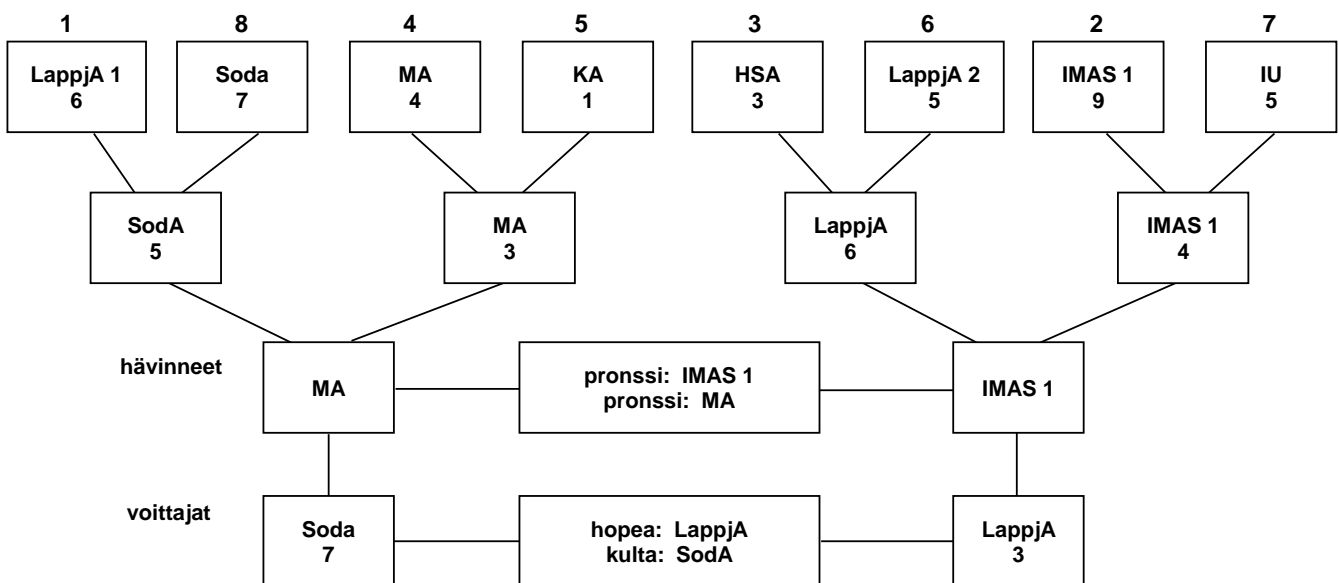 1 8 4 5 3 6 2 7
LappjA 1 Soda MA KA HSA LappjA 2 IMAS 1 IU
6 7 4 1 3 5 9 5
SodA MA LappjA IMAS 1
5 3 6 4
hävinneet
MA
pronssi: IMAS 1
pronssi: MA
IMAS 1
voittajat
Soda
7
hopea: LappjA
kulta: SodA
LappjA
3